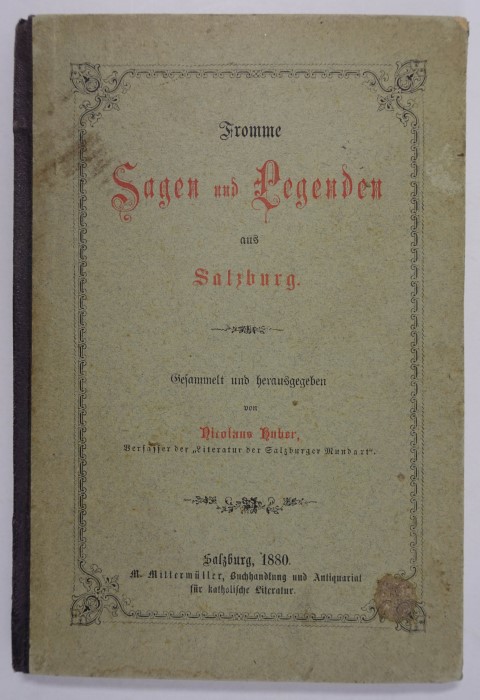 Fromme
Sagen und Legenden
aus
Salzburg.
Gesammelt und herausgegeben
von
Nicolaus Huber,
Verfasser der „Literatur der Salzburger Mundart“.
Salzburg, 1880.
M. Mittermüller, Buchhandlung und Antiquariat
für katholische Literatur.